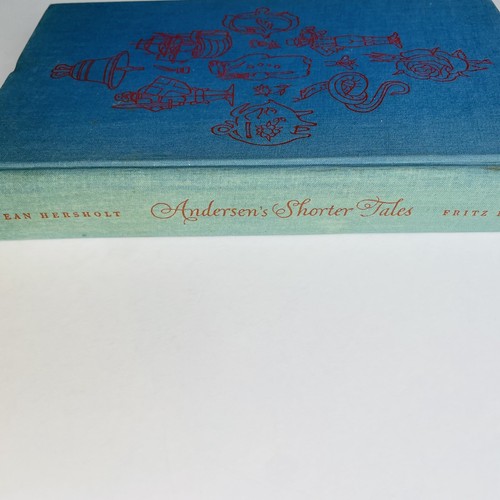 EAN HERSHOLT Andersen's Shorter Tales FRITZ